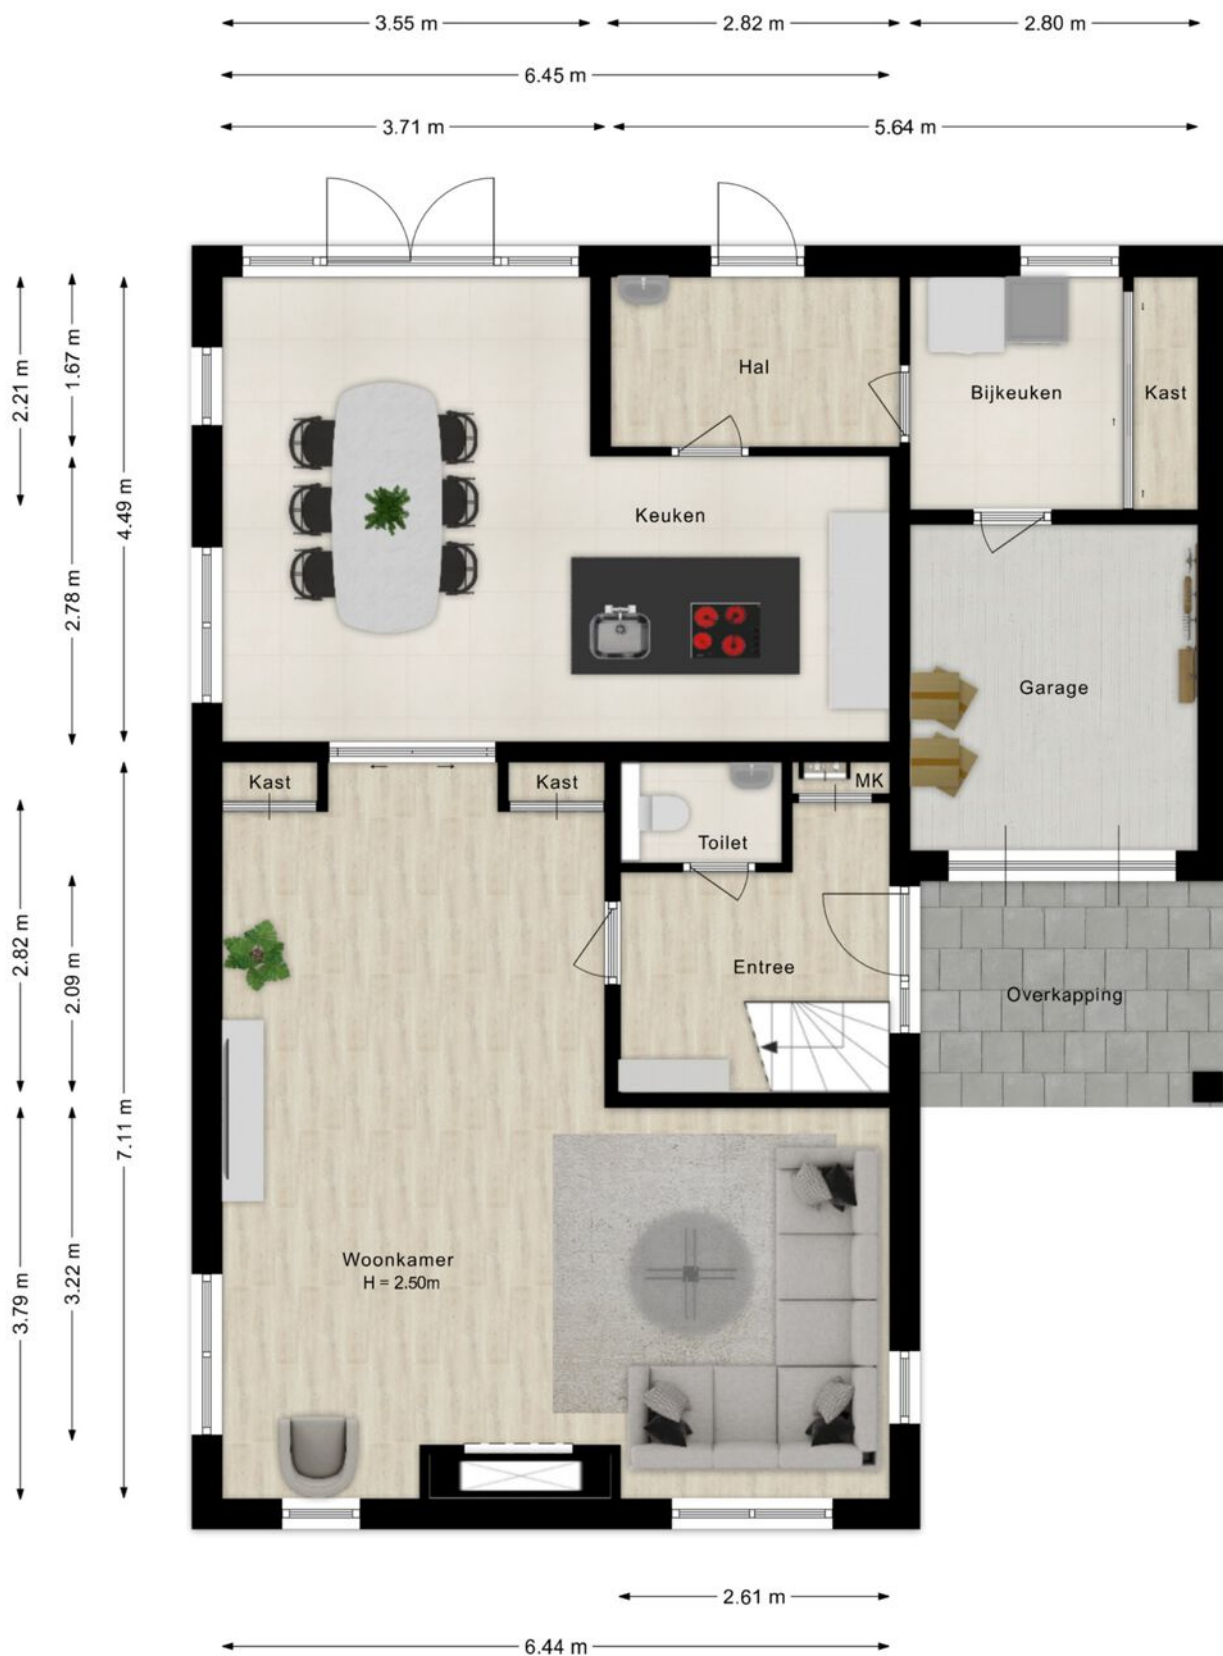 3.55 m
2.82 m
2.80 m
6.45 m
3.71 m
5.64 m
2.21 m
1.67 m
4.49 m
2.78 m
Hal
Bijkeuken
Kast
Keuken
Garage
Kast
Kast
MK
Toilet
2.82 m
2.09 m
7.11 m
Entree
Overkapping
3.79 m
3.22 m
Woonkamer
H = 2.50m
2.61 m
6.44 m